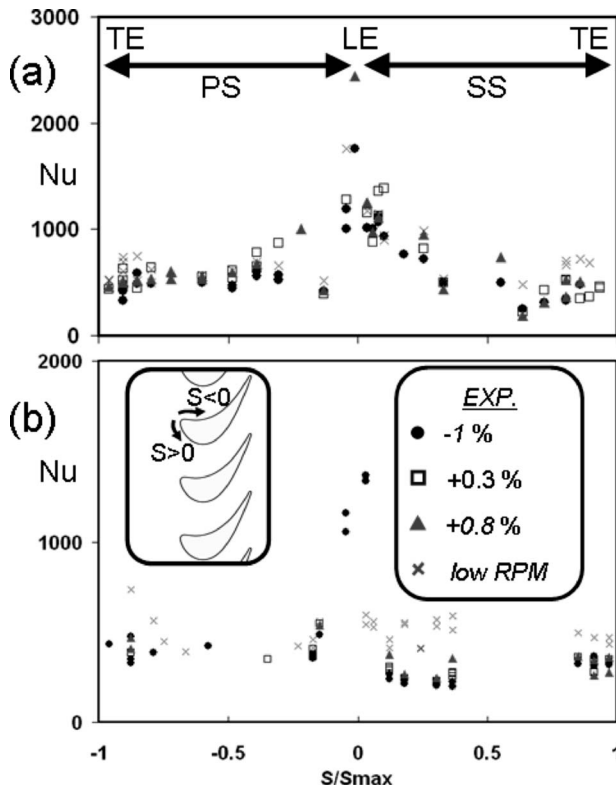 3000
TE
LE
TE
(a)
PS
SS
2000
Nu
1000
0
2000
(b)
S<0
S>0
EXP.
-1 %
+0.3 %
+0.8 %
low RPM
Nu
1000
0
-1
-0.5
0
0.5
1
S/Smax